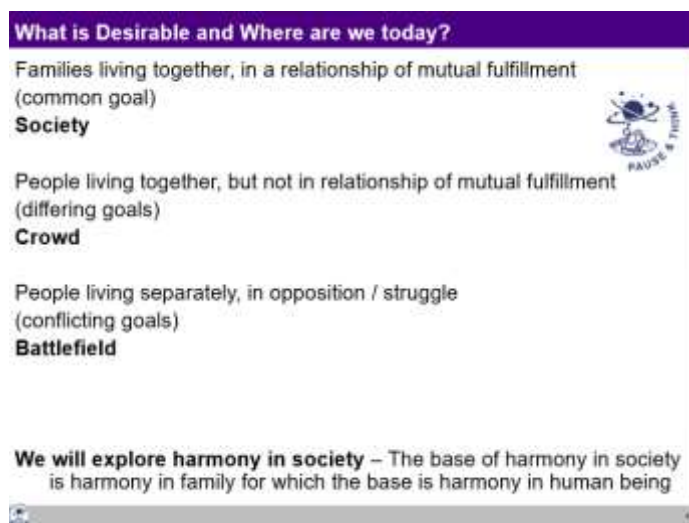 What is Desirable and Where are we today?
Families living together, in a relationship of mutual fulfillment
(common goal)
Society
PAUSE & THINK
People living together, but not in relationship of mutual fulfillment
(differing goals)
Crowd
People living separately, in opposition / struggle
(conflicting goals)
Battlefield
We will explore harmony in society – The base of harmony in society
is harmony in family for which the base is harmony in human being